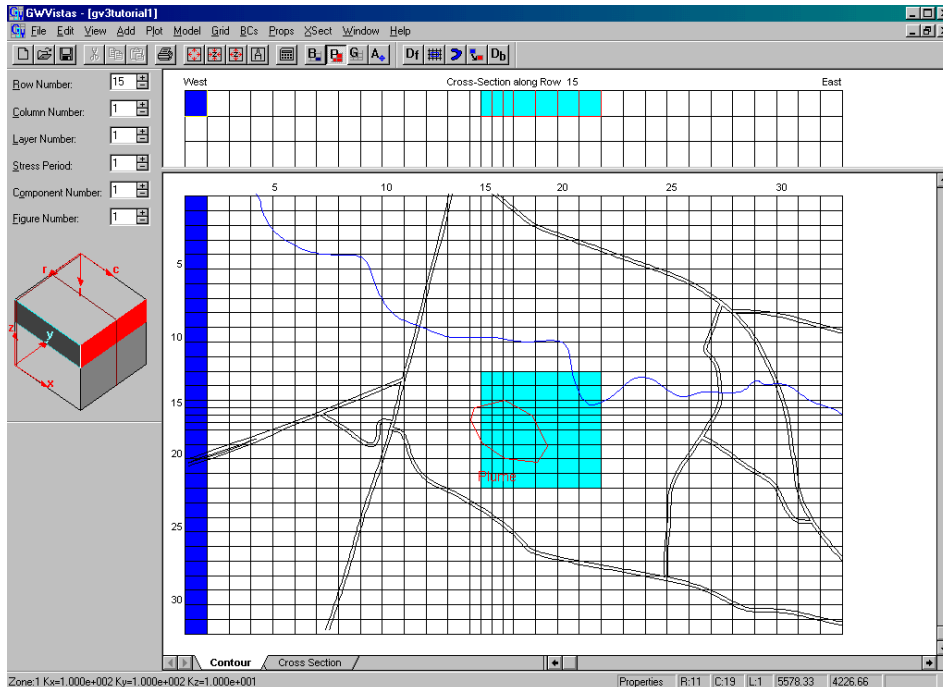 GWVistas - [gv3tutorial1]
File Edit View Add Plot Model Grid BCs Props XSect Window Help
B P G A Df Db
Row Number: 15
Column Number: 1
Layer Number: 1
Stress Period: 1
Component Number: 1
Figure Number: 1
West Cross-Section along Row 15 East
5 10 15 20 25 30
5
10
15
20
25
30
Plume
r c
l
z y
x
Contour Cross Section
Zone:1 Kx=1.000e+002 Ky=1.000e+002 Kz=1.000e+001 Properties R:11 C:19 L:1 5578.33 4226.66